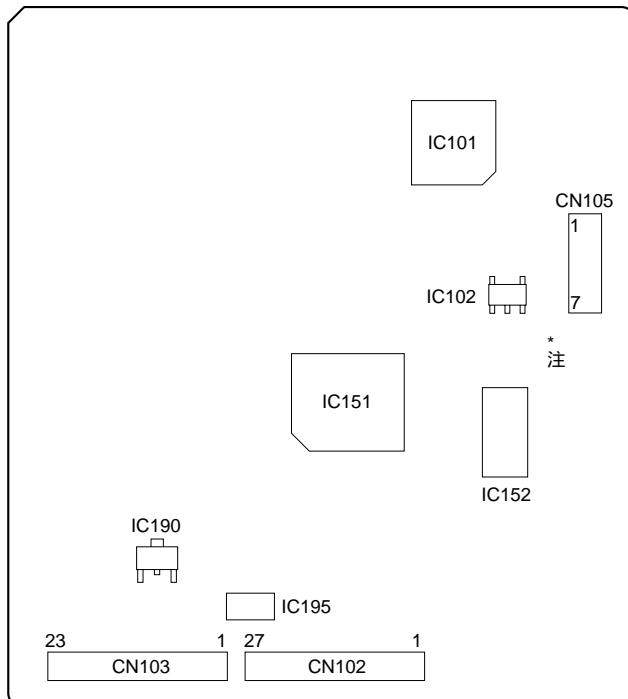 IC101
CN105
1
IC102
7
*
注
IC151
IC152
IC190
IC195
23 1 27 1
CN103 CN102